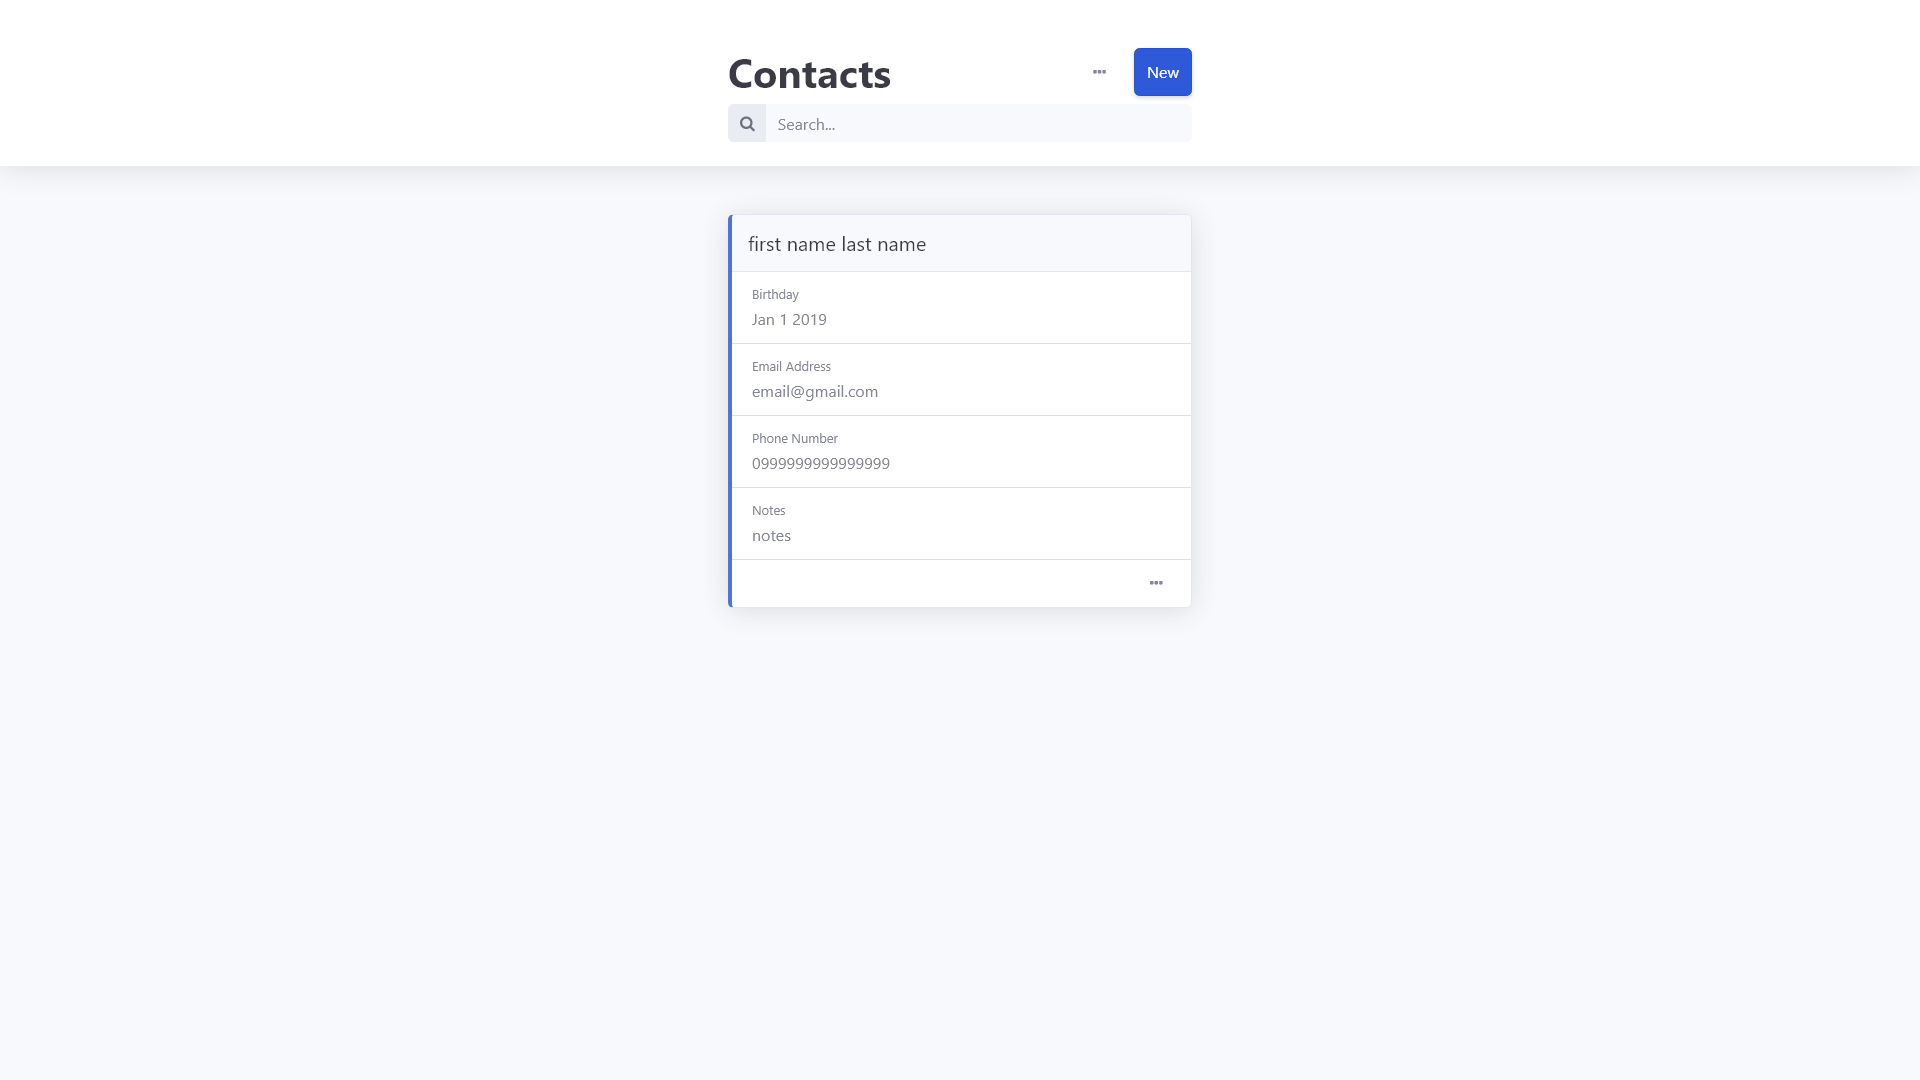 Contacts
New
Search...
first name last name
Birthday
Jan 1 2019
Email Address
email@gmail.com
Phone Number
0999999999999999
Notes
notes